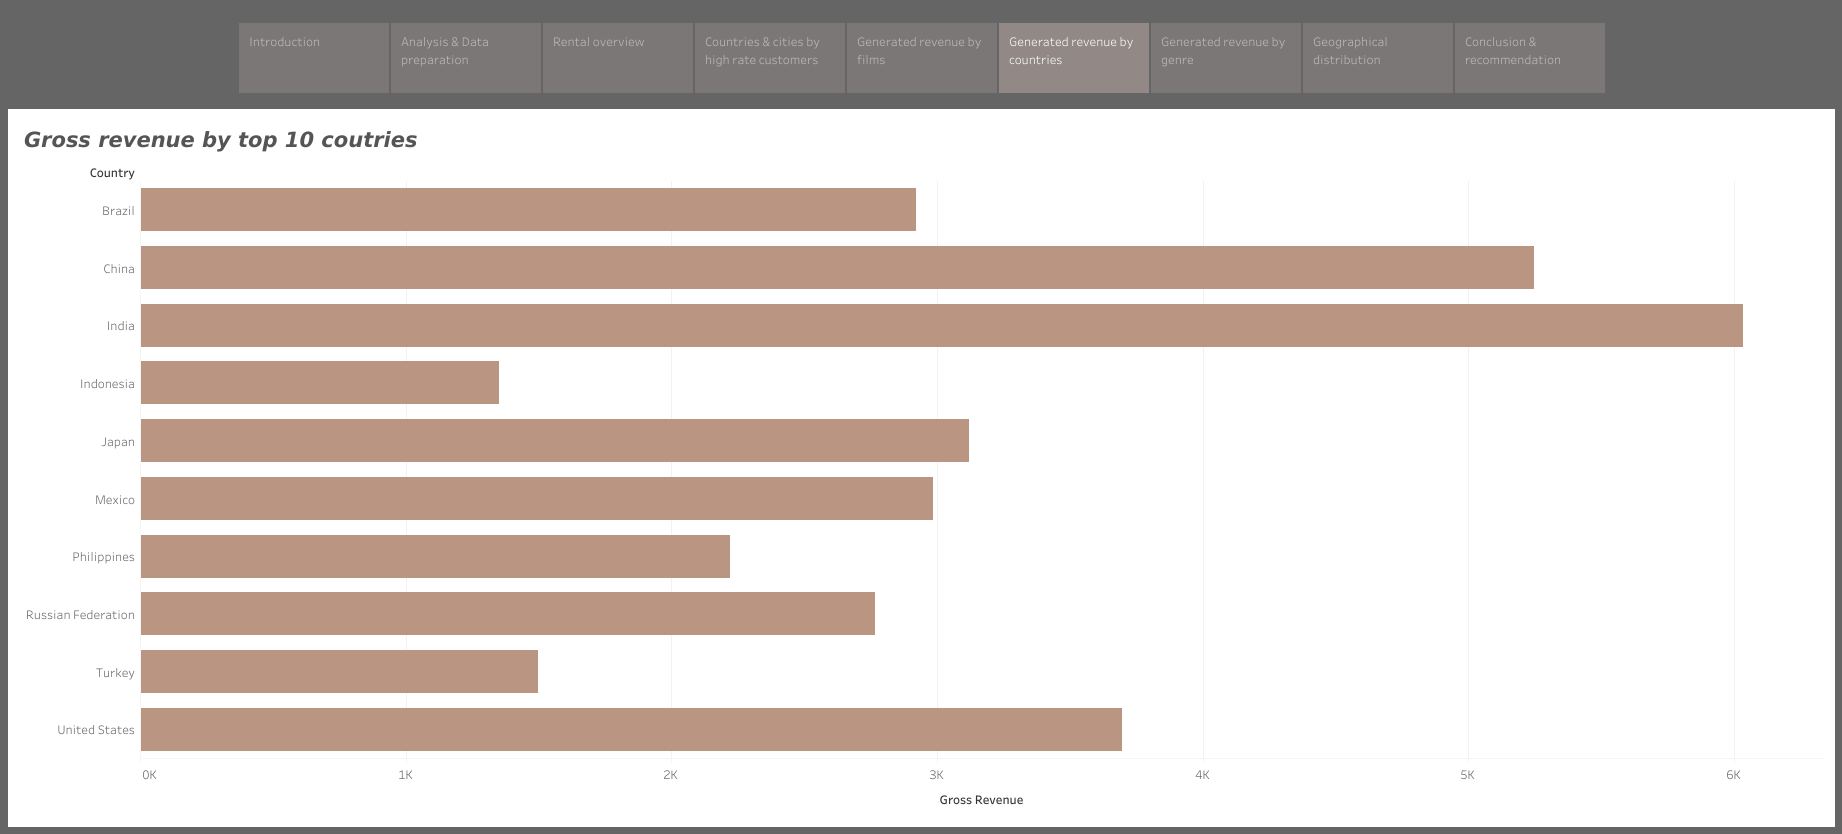 Introduction
Analysis & Data
preparation
Rental overview
Countries & cities by
high rate customers
Generated revenue by
films
Generated revenue by
countries
Generated revenue by
genre
Geographical
distribution
Conclusion &
recommendation
Gross revenue by top 10 coutries
Country
Brazil
China
India
Indonesia
Japan
Mexico
Philippines
Russian Federation
Turkey
United States
0K 1K 2K 3K 4K 5K 6K
Gross Revenue